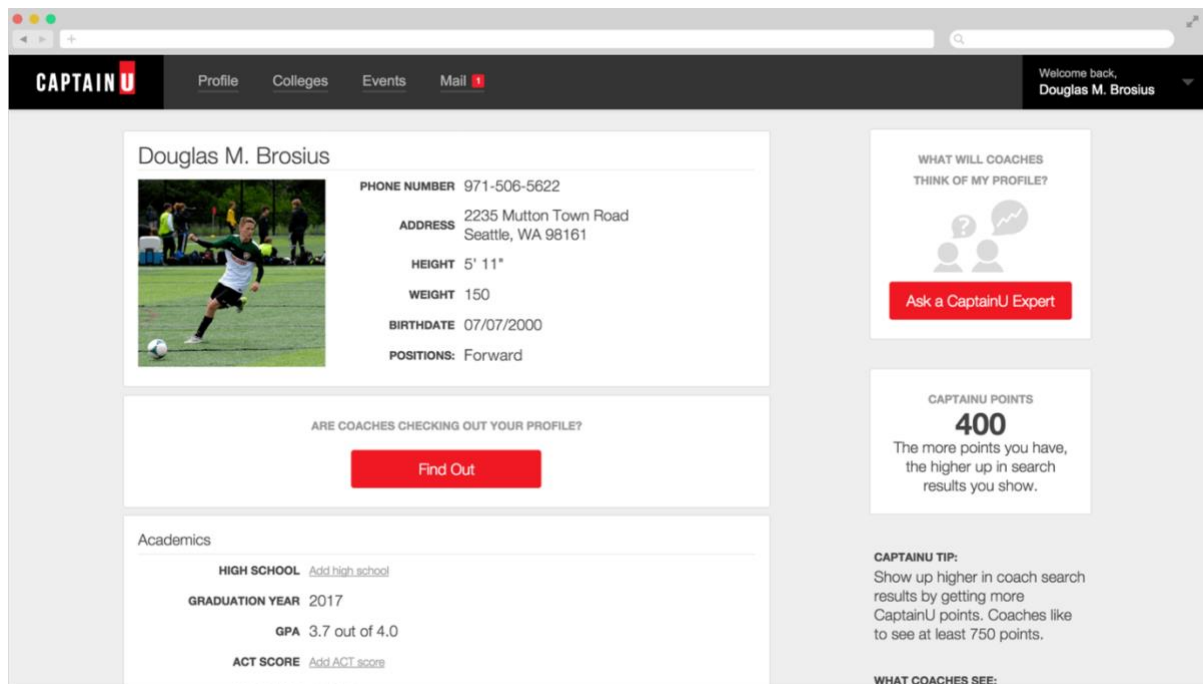 CAPTAIN U
Profile Colleges Events Mail 1
Welcome back,
Douglas M. Brosius
Douglas M. Brosius
PHONE NUMBER 971-506-5622
ADDRESS 2235 Mutton Town Road
Seattle, WA 98161
HEIGHT 5' 11"
WEIGHT 150
BIRTHDATE 07/07/2000
POSITIONS: Forward
ARE COACHES CHECKING OUT YOUR PROFILE?
Find Out
Academics
HIGH SCHOOL Add high school
GRADUATION YEAR 2017
GPA 3.7 out of 4.0
ACT SCORE Add ACT score
WHAT WILL COACHES
THINK OF MY PROFILE?
?
Ask a CaptainU Expert
CAPTAINU POINTS
400
The more points you have,
the higher up in search
results you show.
CAPTAINU TIP:
Show up higher in coach search
results by getting more
CaptainU points. Coaches like
to see at least 750 points.
WHAT COACHES SEE: